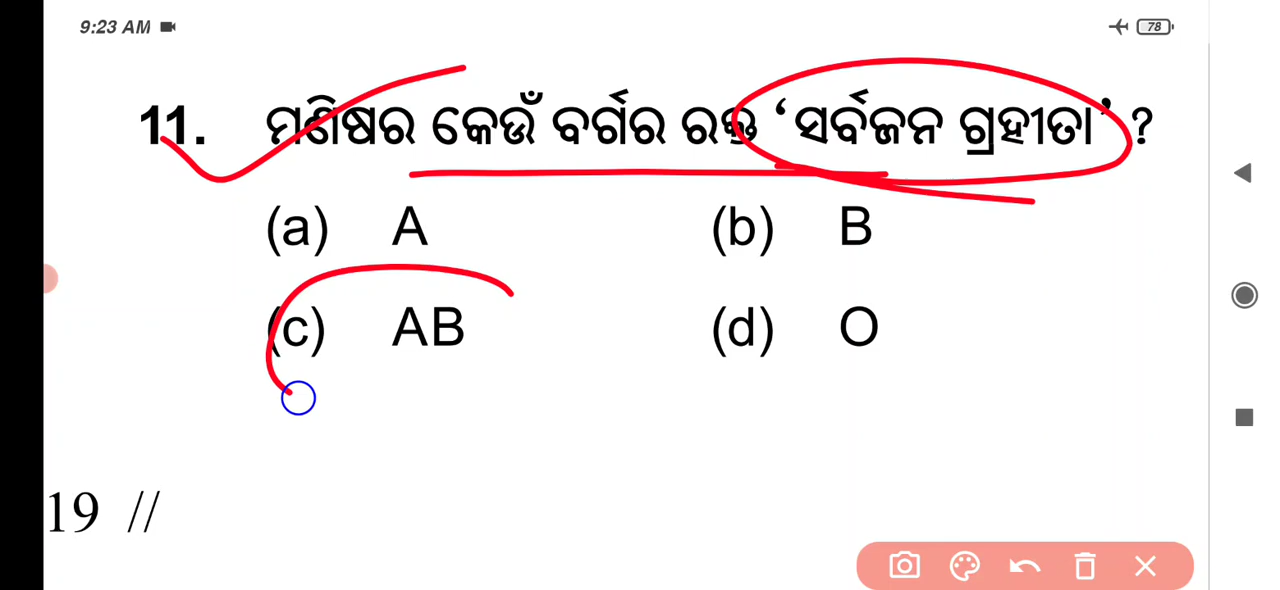 9:23 AM
78
11. ମଣିଷର କେଉଁ ବର୍ଗର ରକ୍ତ ‘ସର୍ବଜନ ଗ୍ରହୀତା’ ?
(a) A (b) B
(c) AB (d) O
19 //